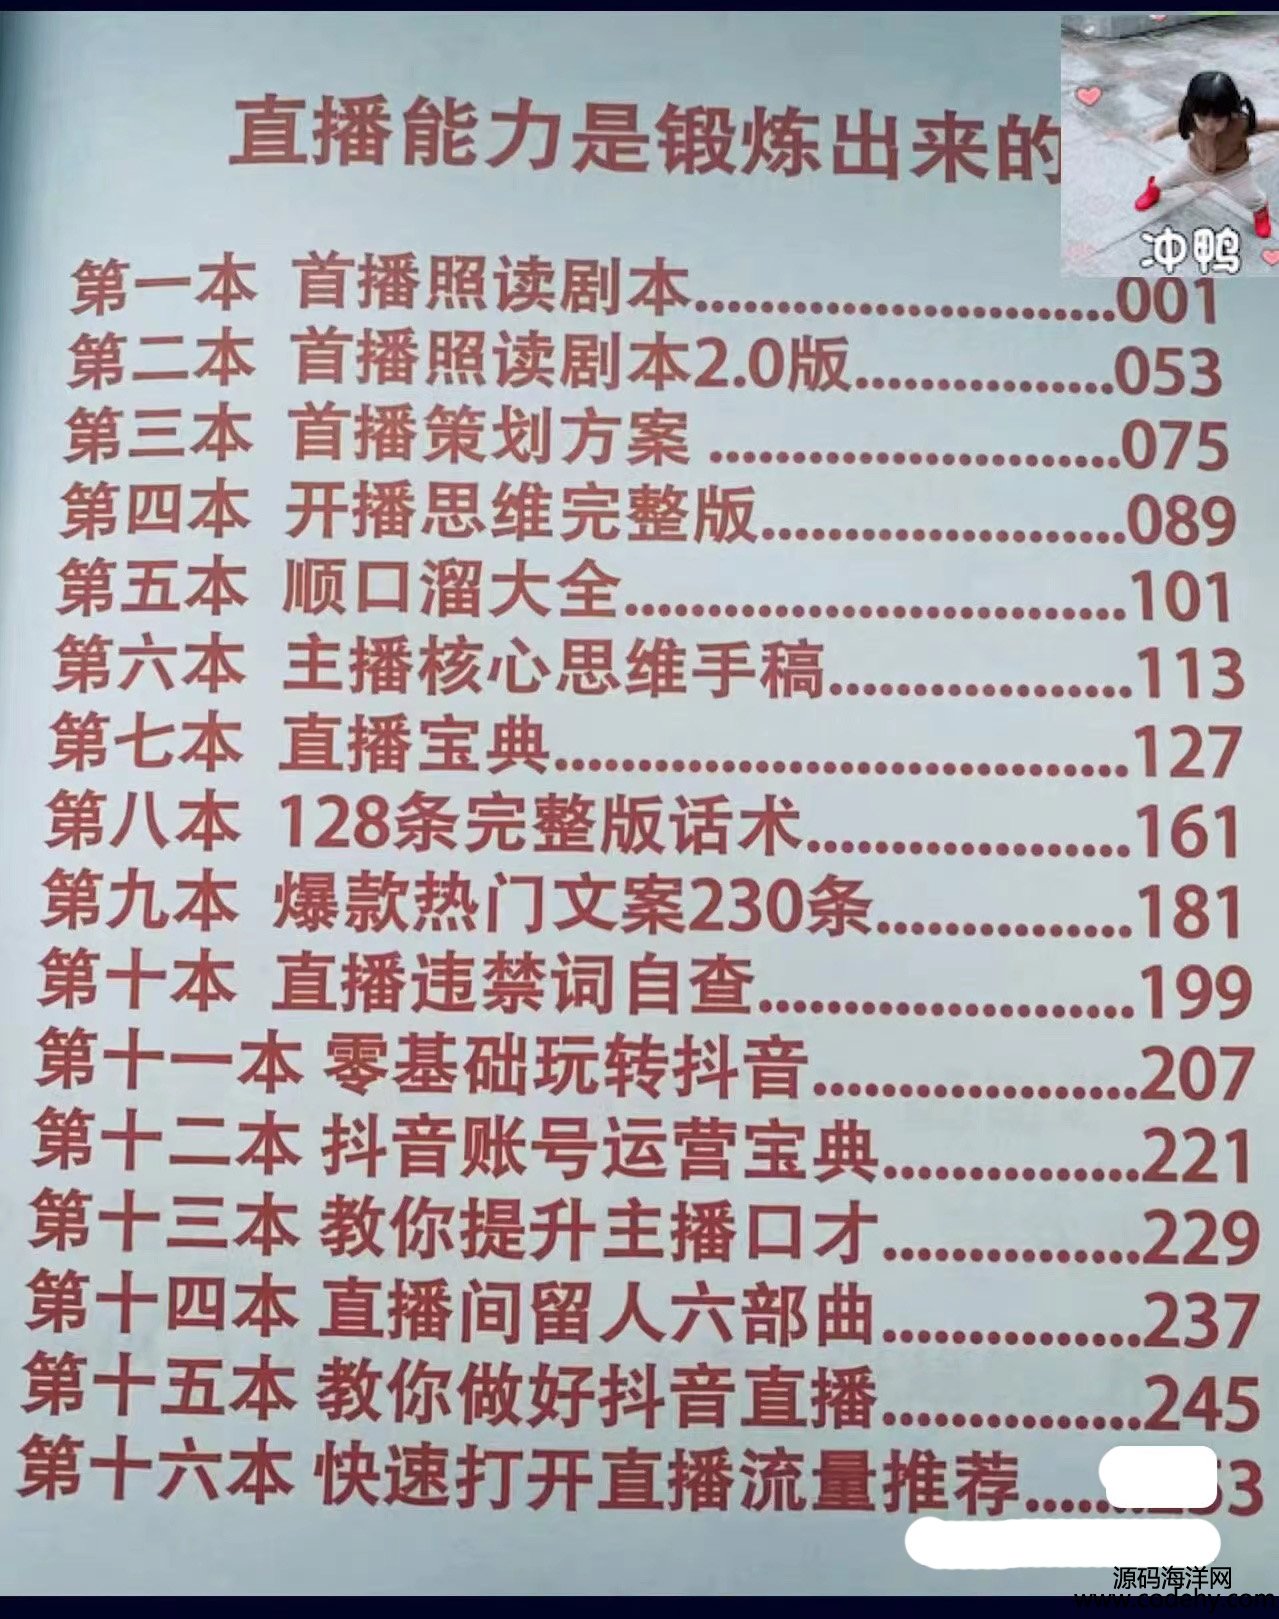 直播能力是锻炼出来的
冲鸭
第一本 首播照读剧本......................001
第二本 首播照读剧本2.0版................053
第三本 首播策划方案 .........................075
第四本 开播思维完整版......................089
第五本 顺口溜大全..............................101
第六本 主播核心思维手稿..................113
第七本 直播宝典..................................127
第八本 128条完整版话术...................161
第九本 爆款热门文案230条...............181
第十本 直播违禁词自查.......................199
第十一本 零基础玩转抖音...................207
第十二本 抖音账号运营宝典...............221
第十三本 教你提升主播口才...............229
第十四本 直播间留人六部曲...............237
第十五本 教你做好抖音直播...............245
第十六本 快速打开直播流量推荐.......
源码海洋网
www.codehy.com